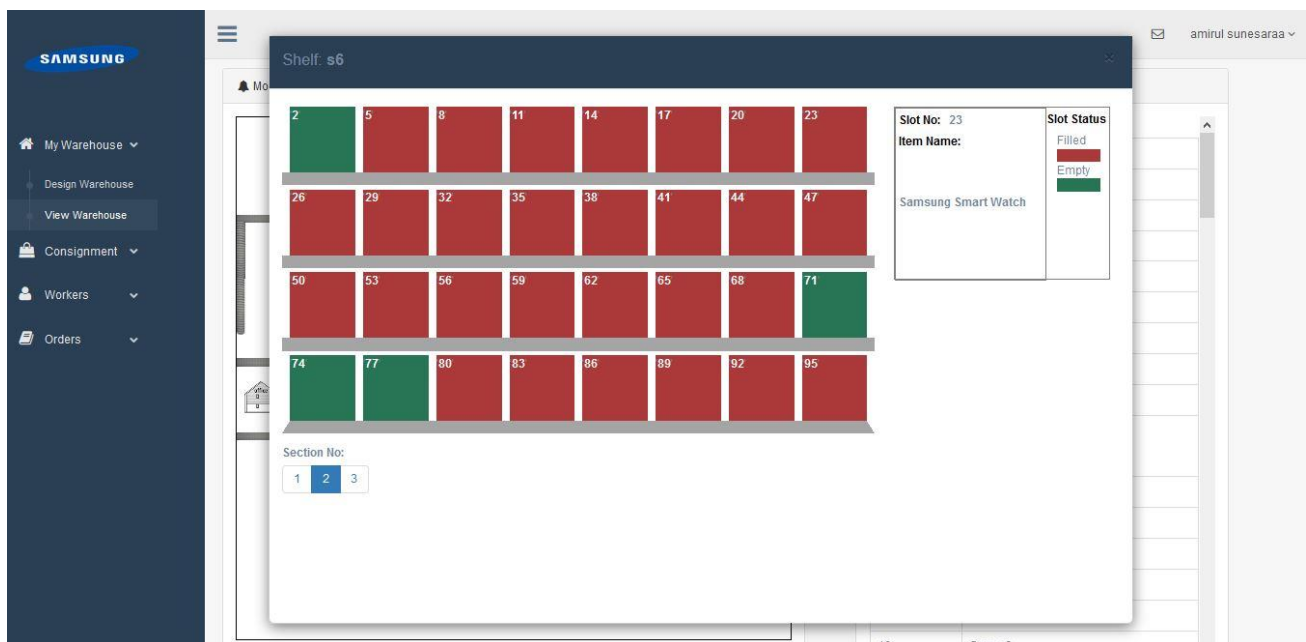 SAMSUNG
amirul sunesaraa
My Warehouse
Design Warehouse
View Warehouse
Consignment
Workers
Orders
Mo
Shelf: s6
×
2 5 8 11 14 17 20 23
26 29 32 35 38 41 44 47
50 53 56 59 62 65 68 71
74 77 80 83 86 89 92 95
Section No:
1 2 3
Slot No: 23
Item Name:
Samsung Smart Watch
Slot Status
Filled
Empty
office